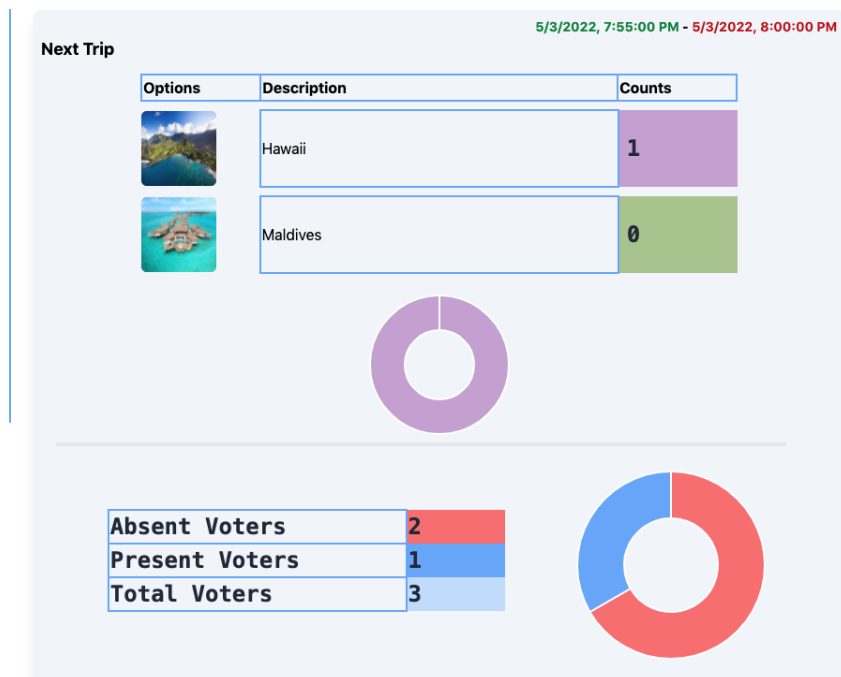 5/3/2022, 7:55:00 PM - 5/3/2022, 8:00:00 PM
Next Trip
Options Description Counts
Hawaii 1
Maldives 0
Absent Voters 2
Present Voters 1
Total Voters 3